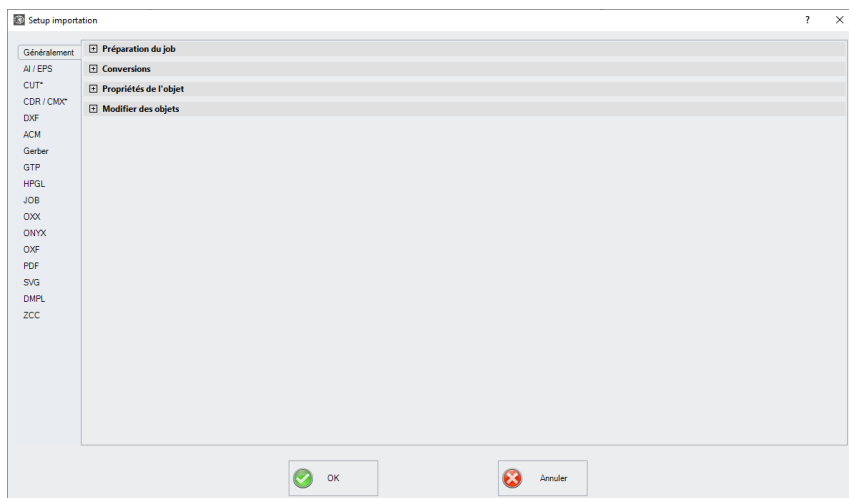 Setup importation
Généralement
AI / EPS
CUT*
CDR / CMX*
DXF
ACM
Gerber
GTP
HPGL
JOB
OXX
ONYX
OXF
PDF
SVG
DMPL
ZCC
Préparation du job
Conversions
Propriétés de l'objet
Modifier des objets
OK
Annuler